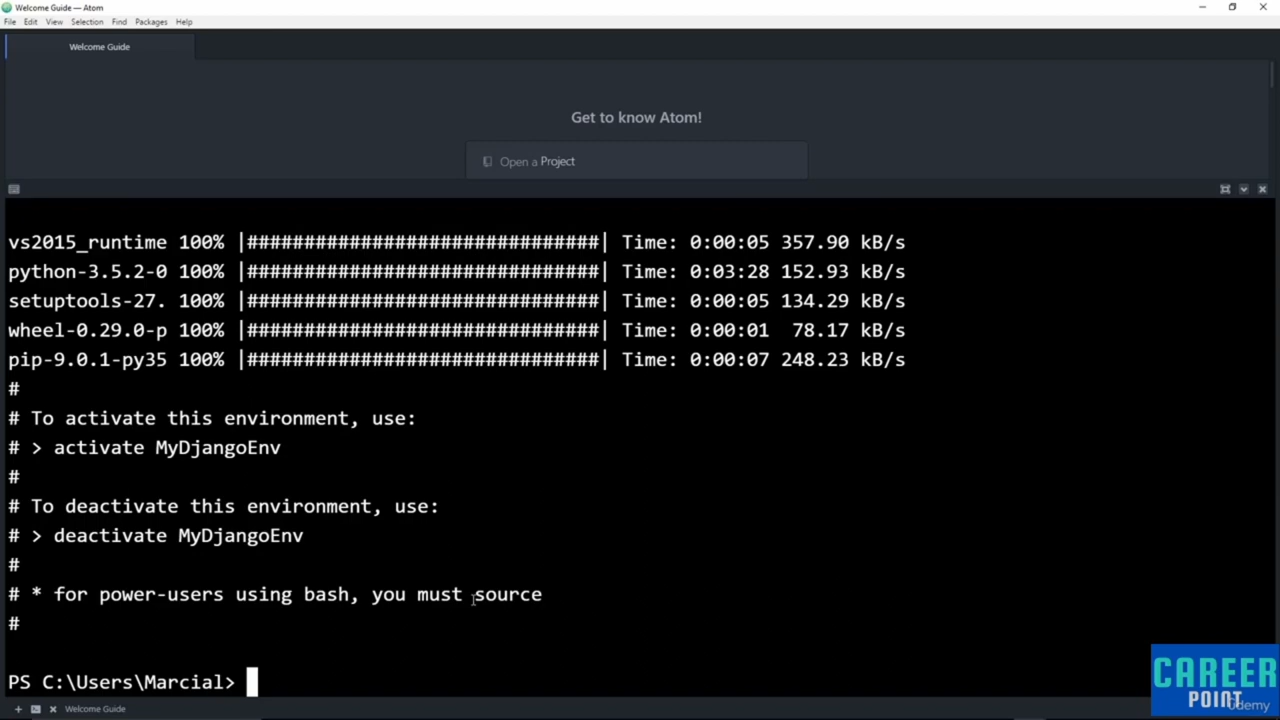 Welcome Guide — Atom
File Edit View Selection Find Packages Help
Welcome Guide
Get to know Atom!
Open a Project
vs2015_runtime 100% |###############################| Time: 0:00:05 357.90 kB/s
python-3.5.2-0 100% |###############################| Time: 0:03:28 152.93 kB/s
setuptools-27. 100% |###############################| Time: 0:00:05 134.29 kB/s
wheel-0.29.0-p 100% |###############################| Time: 0:00:01  78.17 kB/s
pip-9.0.1-py35 100% |###############################| Time: 0:00:07 248.23 kB/s
#
# To activate this environment, use:
# > activate MyDjangoEnv
#
# To deactivate this environment, use:
# > deactivate MyDjangoEnv
#
# * for power-users using bash, you must source
#
PS C:\Users\Marcial>
Welcome Guide
CAREER
POINT
Udemy